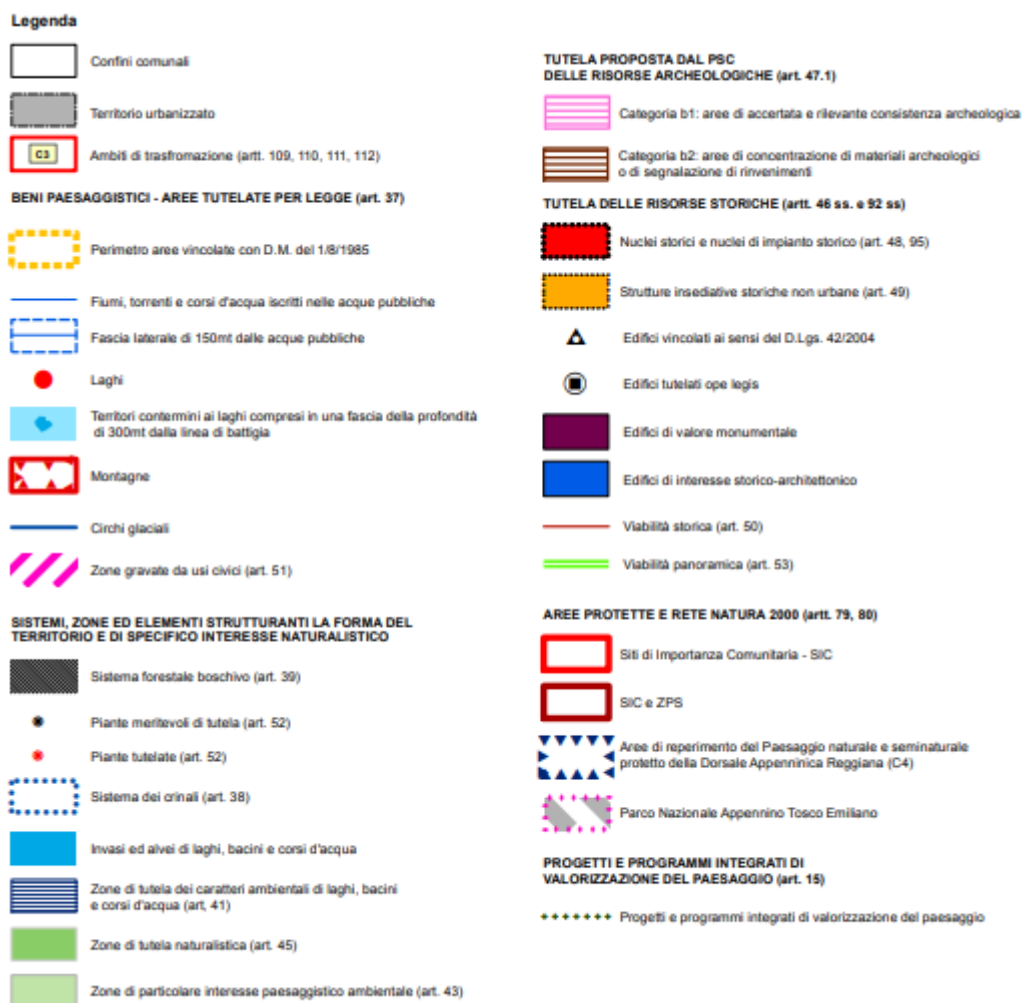 Legenda
Confini comunali
Territorio urbanizzato
C3
Ambiti di trasfromazione (artt. 109, 110, 111, 112)
BENI PAESAGGISTICI - AREE TUTELATE PER LEGGE (art. 37)
Perimetro aree vincolate con D.M. del 1/8/1985
Fiumi, torrenti e corsi d'acqua iscritti nelle acque pubbliche
Fascia laterale di 150mt dalle acque pubbliche
Laghi
Territori contermini ai laghi compresi in una fascia della profondità
di 300mt dalla linea di battigia
Montagne
Circhi glaciali
Zone gravate da usi civici (art. 51)
SISTEMI, ZONE ED ELEMENTI STRUTTURANTI LA FORMA DEL
TERRITORIO E DI SPECIFICO INTERESSE NATURALISTICO
Sistema forestale boschivo (art. 39)
Piante meritevoli di tutela (art. 52)
Piante tutelate (art. 52)
Sistema dei crinali (art. 38)
Invasi ed alvei di laghi, bacini e corsi d'acqua
Zone di tutela dei caratteri ambientali di laghi, bacini
e corsi d'acqua (art, 41)
Zone di tutela naturalistica (art. 45)
Zone di particolare interesse paesaggistico ambientale (art. 43)
TUTELA PROPOSTA DAL PSC
DELLE RISORSE ARCHEOLOGICHE (art. 47.1)
Categoria b1: aree di accertata e rilevante consistenza archeologica
Categoria b2: aree di concentrazione di materiali archeologici
o di segnalazione di rinvenimenti
TUTELA DELLE RISORSE STORICHE (artt. 46 ss. e 92 ss)
Nuclei storici e nuclei di impianto storico (art. 48, 95)
Strutture insediative storiche non urbane (art. 49)
Edifici vincolati ai sensi del D.Lgs. 42/2004
Edifici tutelati ope legis
Edifici di valore monumentale
Edifici di interesse storico-architettonico
Viabilità storica (art. 50)
Viabilità panoramica (art. 53)
AREE PROTETTE E RETE NATURA 2000 (artt. 79, 80)
Siti di Importanza Comunitaria - SIC
SIC e ZPS
Aree di reperimento del Paesaggio naturale e seminaturale
protetto della Dorsale Appenninica Reggiana (C4)
Parco Nazionale Appennino Tosco Emiliano
PROGETTI E PROGRAMMI INTEGRATI DI
VALORIZZAZIONE DEL PAESAGGIO (art. 15)
Progetti e programmi integrati di valorizzazione del paesaggio